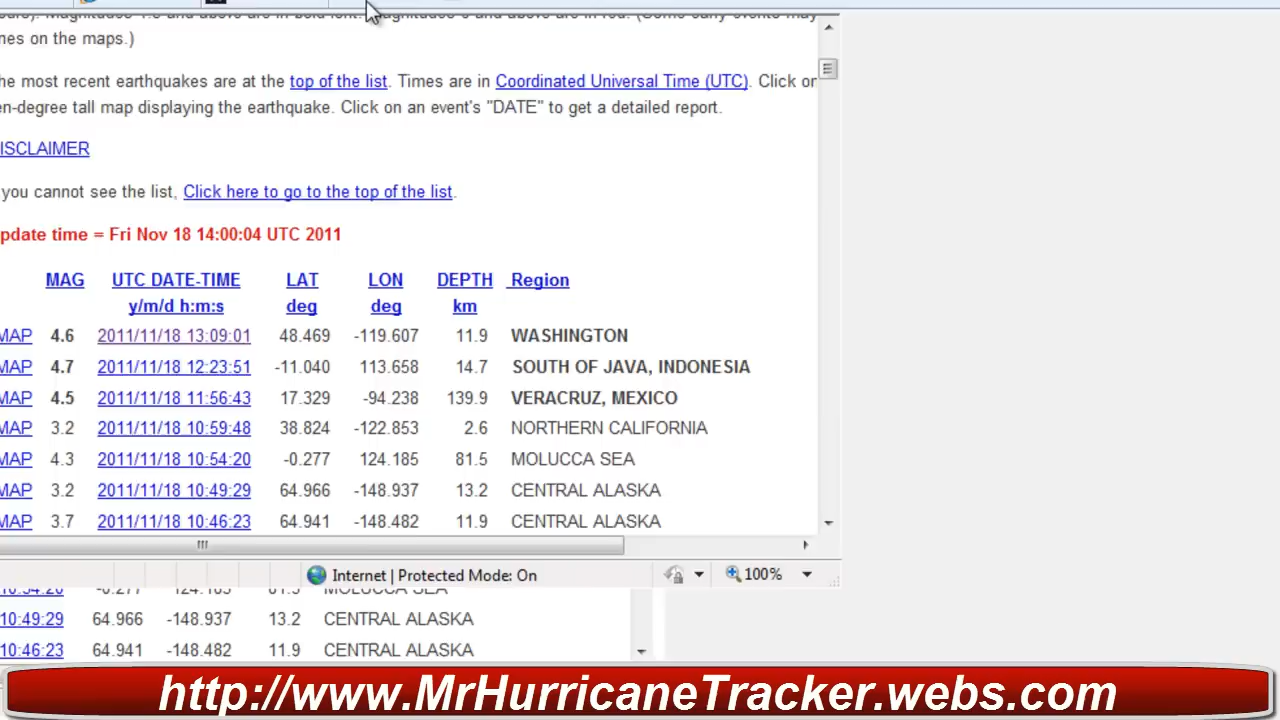 nes on the maps.)
he most recent earthquakes are at the top of the list. Times are in Coordinated Universal Time (UTC). Click on
en-degree tall map displaying the earthquake. Click on an event's "DATE" to get a detailed report.
ISCLAIMER
you cannot see the list, Click here to go to the top of the list.
pdate time = Fri Nov 18 14:00:04 UTC 2011
MAG UTC DATE-TIME LAT LON DEPTH Region
y/m/d h:m:s deg deg km
MAP 4.6 2011/11/18 13:09:01 48.469 -119.607 11.9 WASHINGTON
MAP 4.7 2011/11/18 12:23:51 -11.040 113.658 14.7 SOUTH OF JAVA, INDONESIA
MAP 4.5 2011/11/18 11:56:43 17.329 -94.238 139.9 VERACRUZ, MEXICO
MAP 3.2 2011/11/18 10:59:48 38.824 -122.853 2.6 NORTHERN CALIFORNIA
MAP 4.3 2011/11/18 10:54:20 -0.277 124.185 81.5 MOLUCCA SEA
MAP 3.2 2011/11/18 10:49:29 64.966 -148.937 13.2 CENTRAL ALASKA
MAP 3.7 2011/11/18 10:46:23 64.941 -148.482 11.9 CENTRAL ALASKA
Internet | Protected Mode: On 100%
10:54:20 -0.277 124.185 81.5 MOLUCCA SEA
10:49:29 64.966 -148.937 13.2 CENTRAL ALASKA
10:46:23 64.941 -148.482 11.9 CENTRAL ALASKA
http://www.MrHurricaneTracker.webs.com